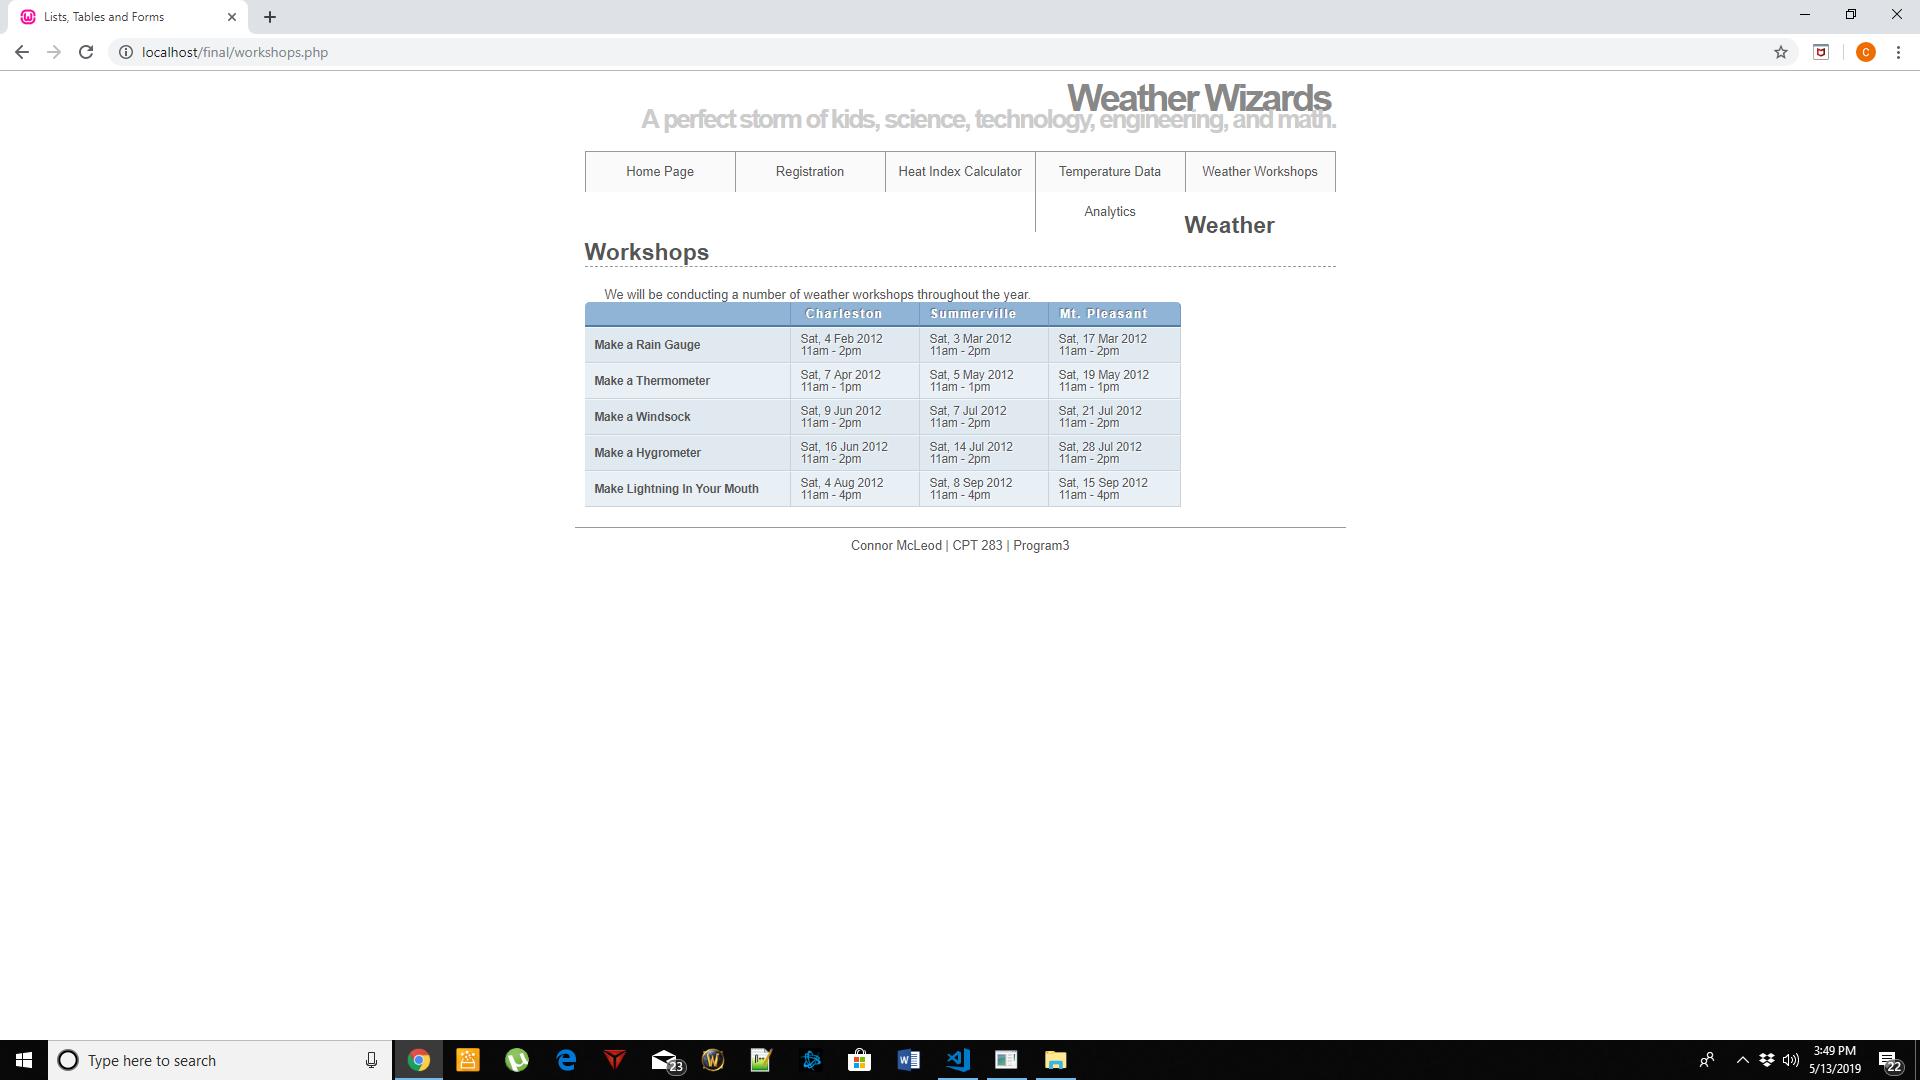 Lists, Tables and Forms
localhost/final/workshops.php
C
Weather Wizards
A perfect storm of kids, science, technology, engineering, and math.
Home Page Registration Heat Index Calculator Temperature Data Weather Workshops
Analytics
Weather
Workshops
We will be conducting a number of weather workshops throughout the year.
Charleston Summerville Mt. Pleasant
Make a Rain Gauge Sat, 4 Feb 2012 Sat, 3 Mar 2012 Sat, 17 Mar 2012
11am - 2pm 11am - 2pm 11am - 2pm
Make a Thermometer Sat, 7 Apr 2012 Sat, 5 May 2012 Sat, 19 May 2012
11am - 1pm 11am - 1pm 11am - 1pm
Make a Windsock Sat, 9 Jun 2012 Sat, 7 Jul 2012 Sat, 21 Jul 2012
11am - 2pm 11am - 2pm 11am - 2pm
Make a Hygrometer Sat, 16 Jun 2012 Sat, 14 Jul 2012 Sat, 28 Jul 2012
11am - 2pm 11am - 2pm 11am - 2pm
Make Lightning In Your Mouth Sat, 4 Aug 2012 Sat, 8 Sep 2012 Sat, 15 Sep 2012
11am - 4pm 11am - 4pm 11am - 4pm
Connor McLeod | CPT 283 | Program3
Type here to search
23
3:49 PM
5/13/2019
22